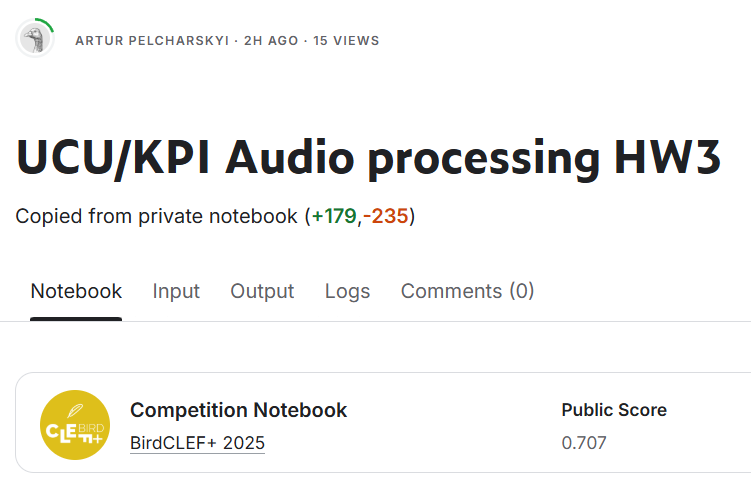 ARTUR PELCHARSKYI · 2H AGO · 15 VIEWS
UCU/KPI Audio processing HW3
Copied from private notebook (+179,-235)
Notebook Input Output Logs Comments (0)
CLEF BIRD +
Competition Notebook
BirdCLEF+ 2025
Public Score
0.707